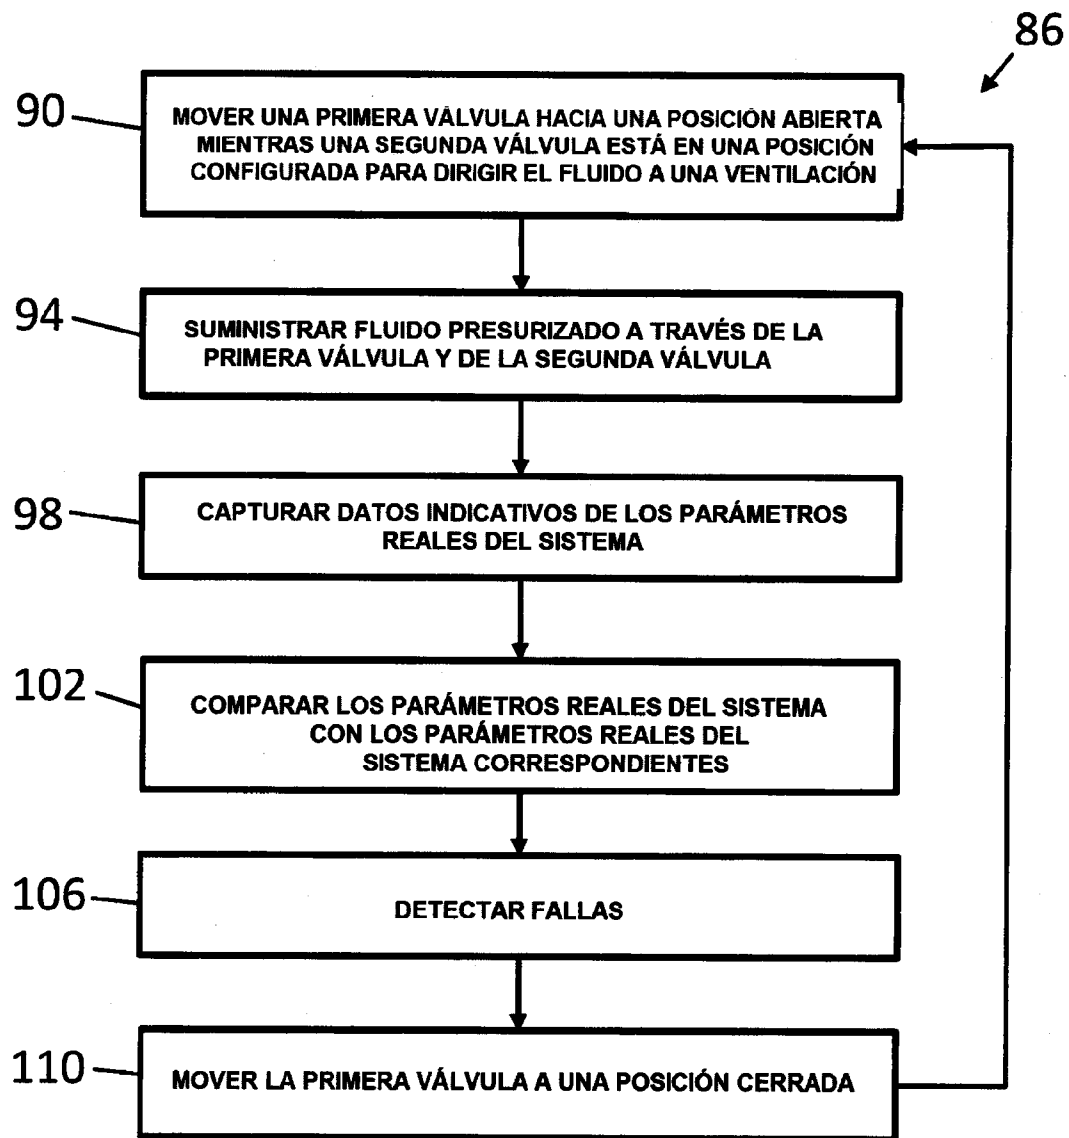 86
90
MOVER UNA PRIMERA VÁLVULA HACIA UNA POSICIÓN ABIERTA
MIENTRAS UNA SEGUNDA VÁLVULA ESTÁ EN UNA POSICIÓN
CONFIGURADA PARA DIRIGIR EL FLUIDO A UNA VENTILACIÓN
94
SUMINISTRAR FLUIDO PRESURIZADO A TRAVÉS DE LA
PRIMERA VÁLVULA Y DE LA SEGUNDA VÁLVULA
98
CAPTURAR DATOS INDICATIVOS DE LOS PARÁMETROS
REALES DEL SISTEMA
102
COMPARAR LOS PARÁMETROS REALES DEL SISTEMA
CON LOS PARÁMETROS REALES DEL
SISTEMA CORRESPONDIENTES
106
DETECTAR FALLAS
110
MOVER LA PRIMERA VÁLVULA A UNA POSICIÓN CERRADA